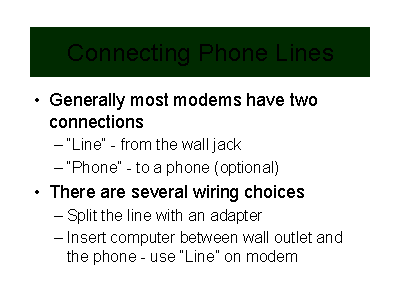 Connecting Phone Lines
• Generally most modems have two
connections
– "Line" - from the wall jack
– "Phone" - to a phone (optional)
• There are several wiring choices
– Split the line with an adapter
– Insert computer between wall outlet and
the phone - use "Line" on modem